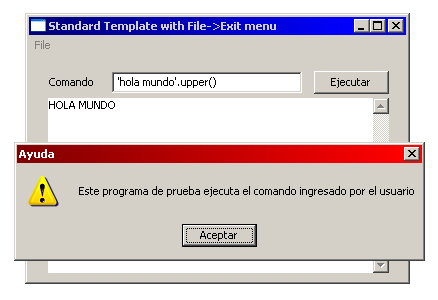 Standard Template with File->Exit menu
File
Comando 'hola mundo'.upper() Ejecutar
HOLA MUNDO
Ayuda
Este programa de prueba ejecuta el comando ingresado por el usuario
Aceptar